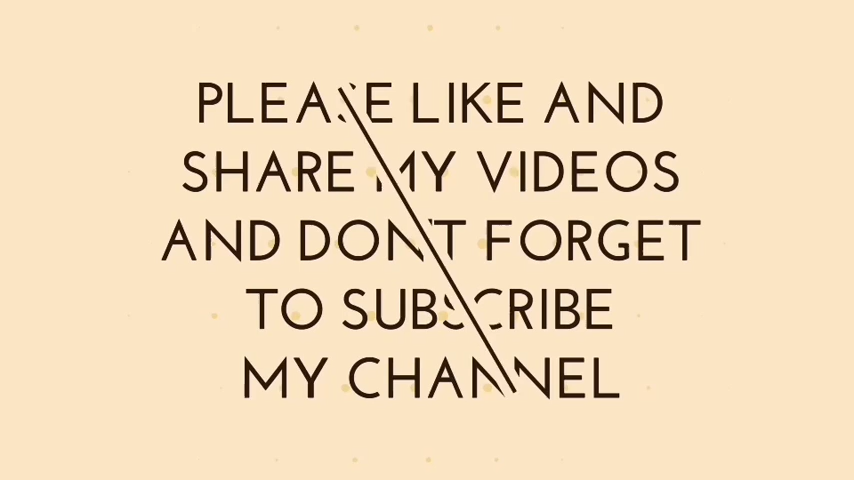 PLEASE LIKE AND
SHARE MY VIDEOS
AND DON'T FORGET
TO SUBSCRIBE
MY CHANNEL